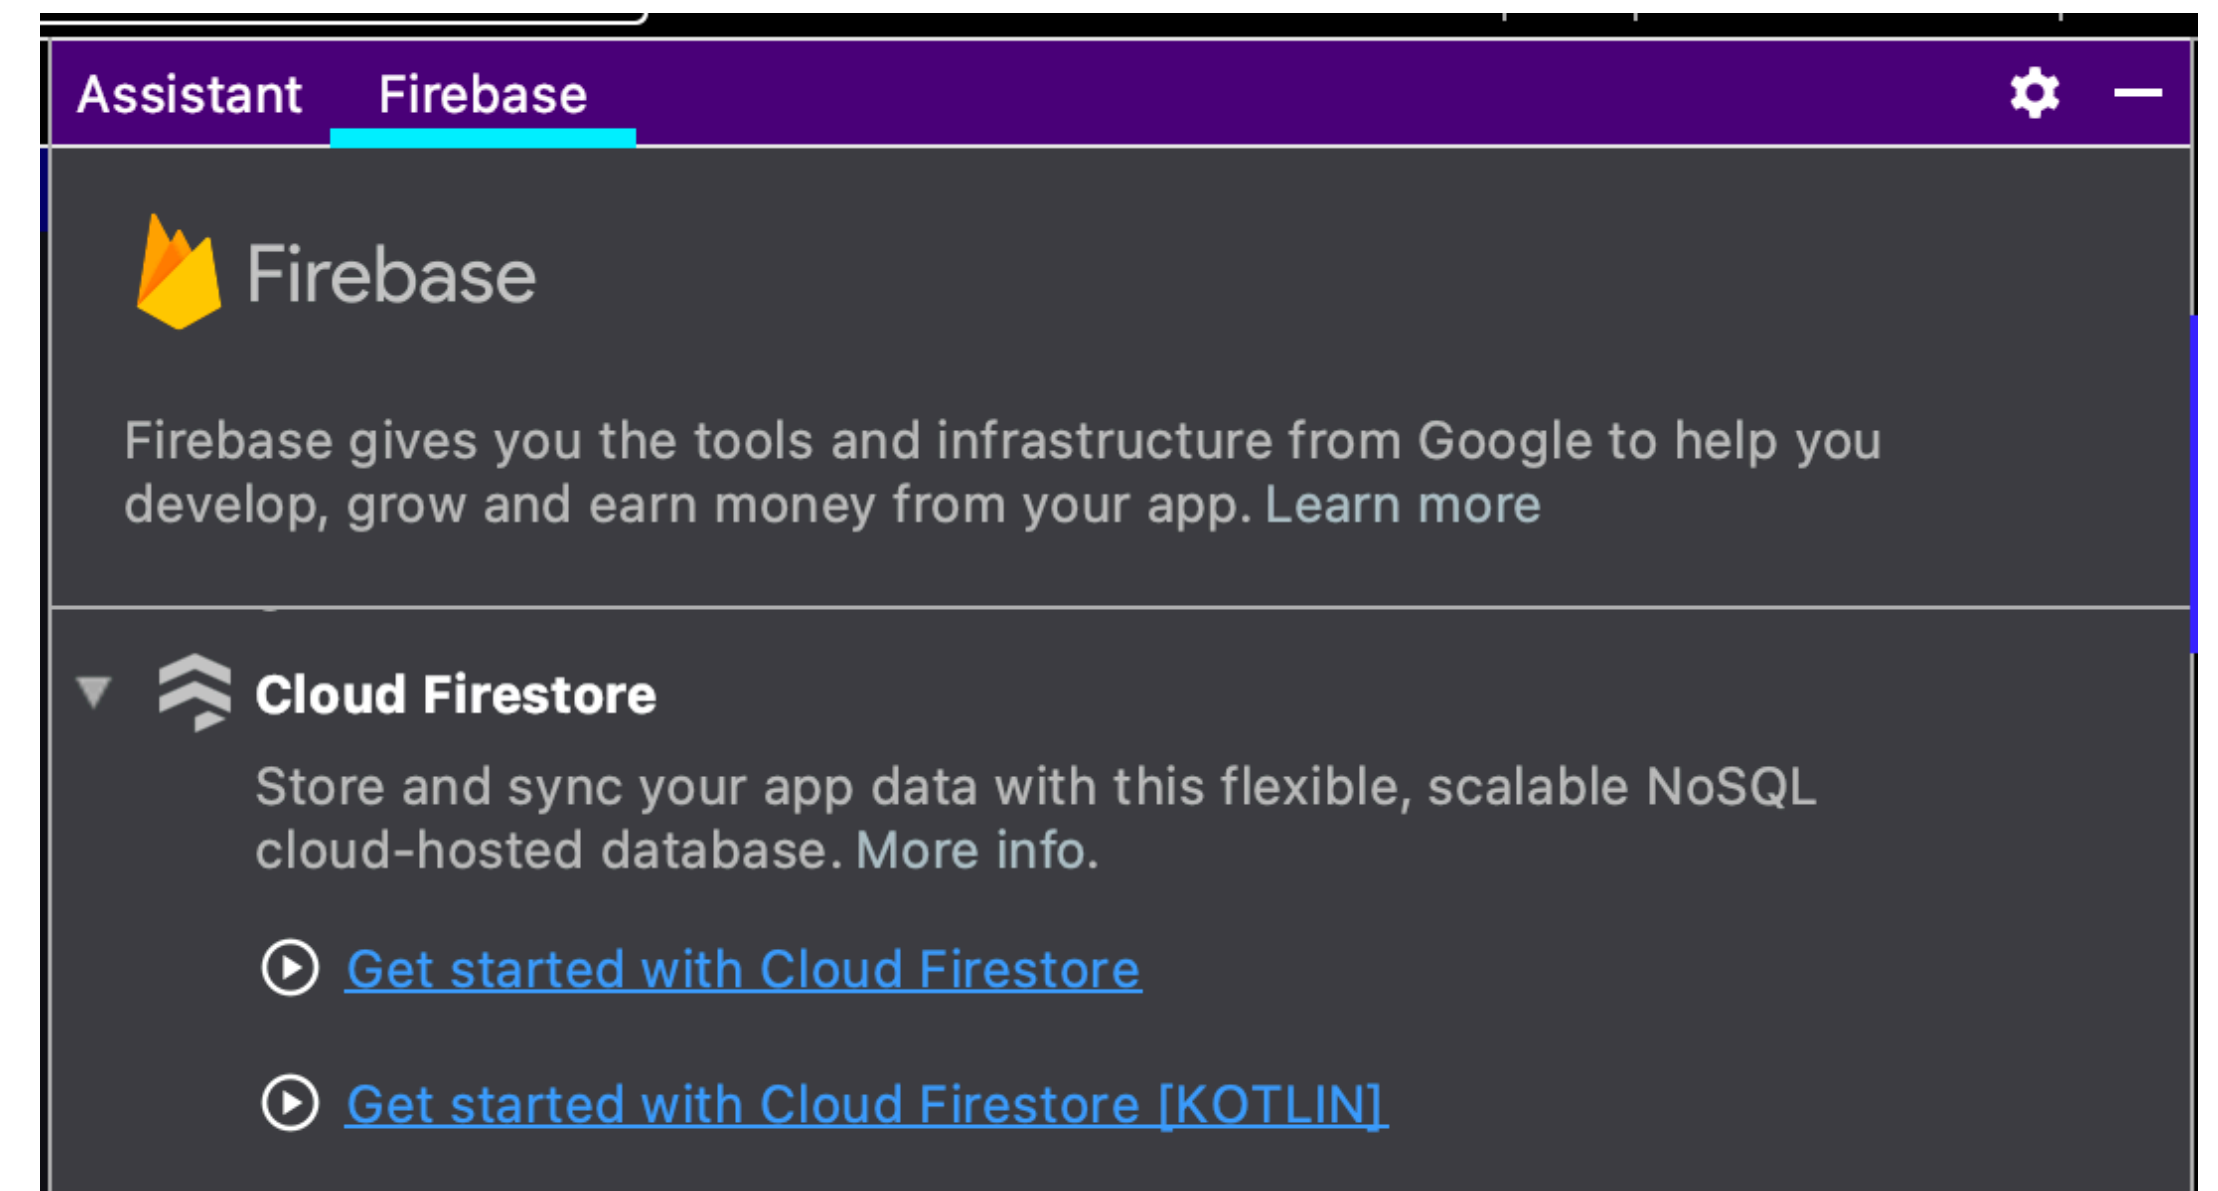 Assistant Firebase
Firebase
Firebase gives you the tools and infrastructure from Google to help you
develop, grow and earn money from your app. Learn more
Cloud Firestore
Store and sync your app data with this flexible, scalable NoSQL
cloud-hosted database. More info.
Get started with Cloud Firestore
Get started with Cloud Firestore [KOTLIN]